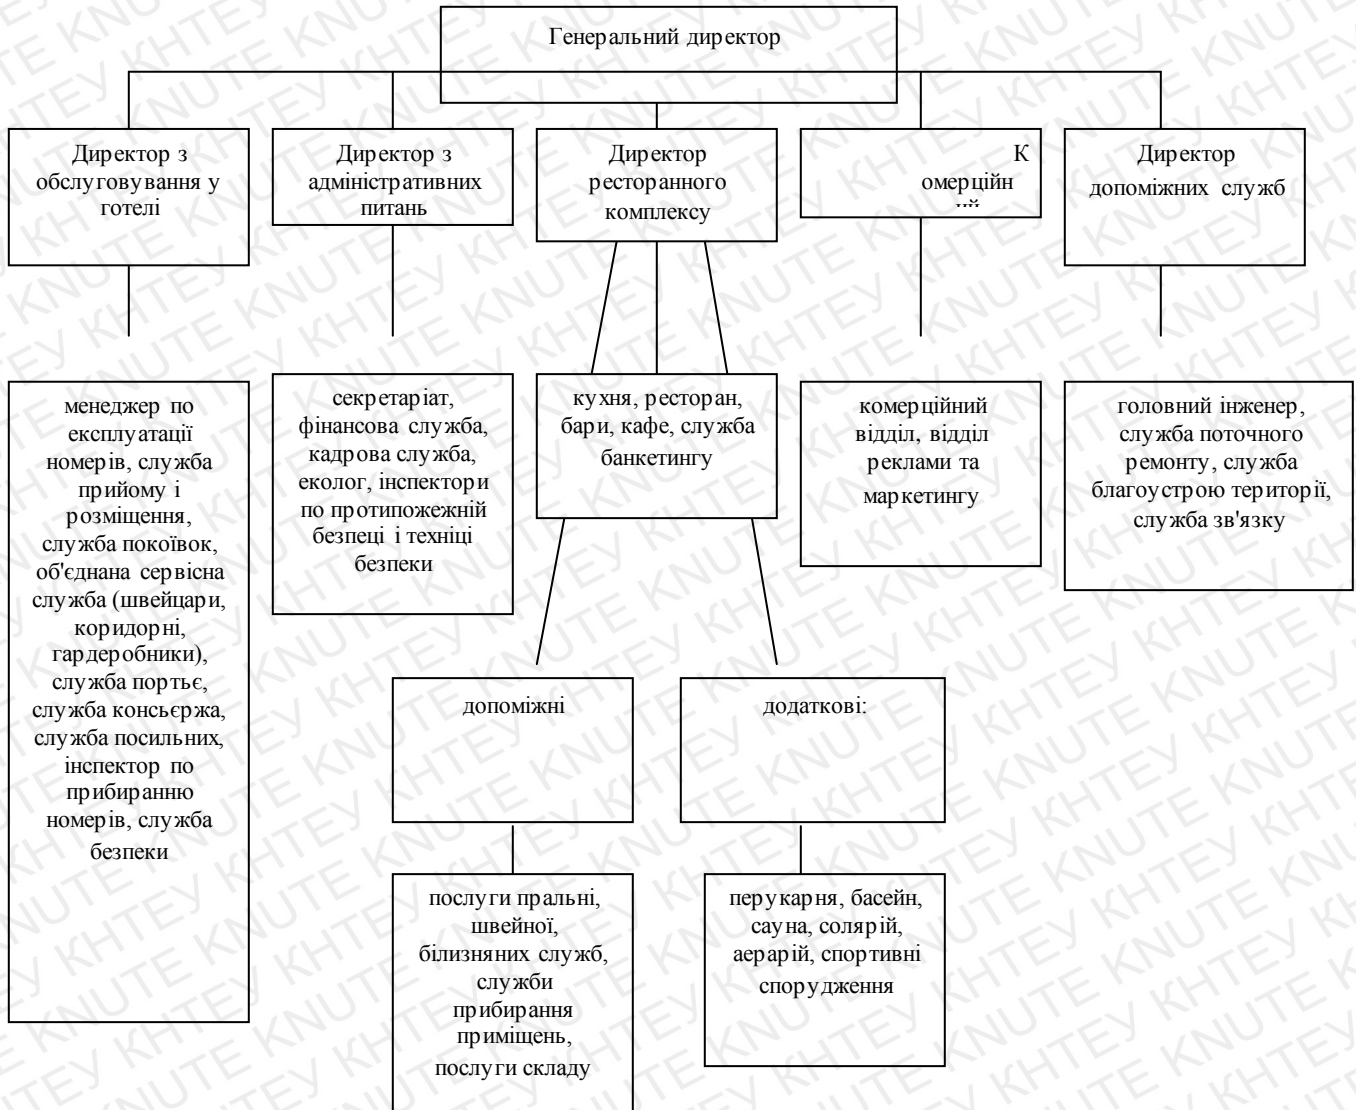 Генеральний директор
Директор з
обслуговування у
готелі
Директор з
адміністративних
питань
Директор
ресторанного
комплексу
К
омерційн
ий
Директор
допоміжних служб
менеджер по
експлуатації
номерів, служба
прийому і
розміщення,
служба покоївок,
об'єднана сервісна
служба (швейцари,
коридорні,
гардеробники),
служба портьє,
служба консьєржа,
служба посильних,
інспектор по
прибиранню
номерів, служба
безпеки
секретаріат,
фінансова служба,
кадрова служба,
еколог, інспектори
по протипожежній
безпеці і техніці
безпеки
кухня, ресторан,
бари, кафе, служба
банкетингу
комерційний
відділ, відділ
реклами та
маркетингу
головний інженер,
служба поточного
ремонту, служба
благоустрою території,
служба зв'язку
допоміжні
додаткові:
послуги пральні,
швейної,
білизняних служб,
служби
прибирання
приміщень,
послуги складу
перукарня, басейн,
сауна, солярій,
аерарій, спортивні
спорудження